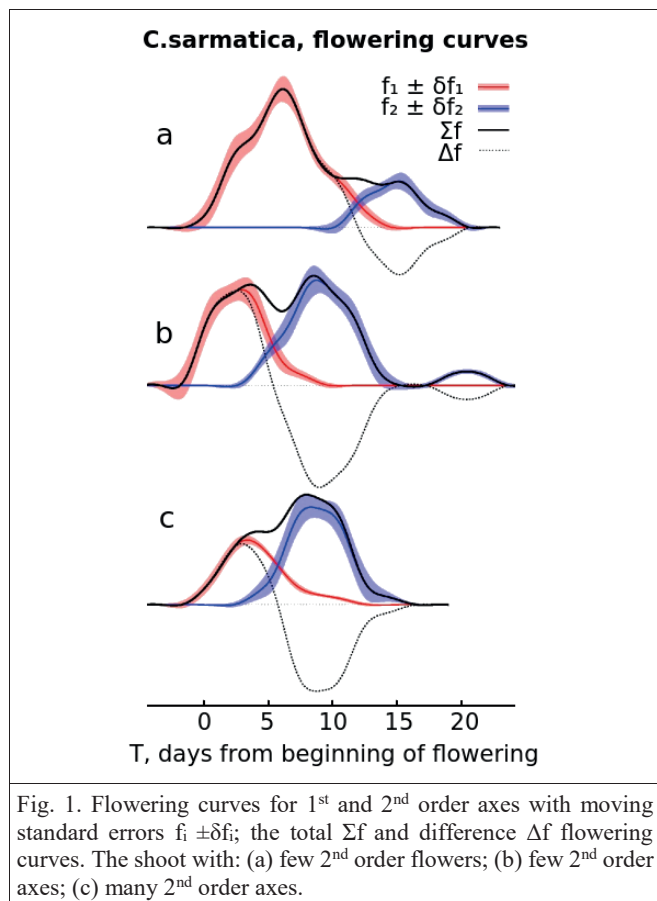 C.sarmatica, flowering curves
f₁ ± δf₁
f₂ ± δf₂
Σf
Δf
a
b
c
0 5 10 15 20
T, days from beginning of flowering
Fig. 1. Flowering curves for 1st and 2nd order axes with moving
standard errors fᵢ ±δfᵢ; the total Σf and difference Δf flowering
curves. The shoot with: (a) few 2nd order flowers; (b) few 2nd order
axes; (c) many 2nd order axes.